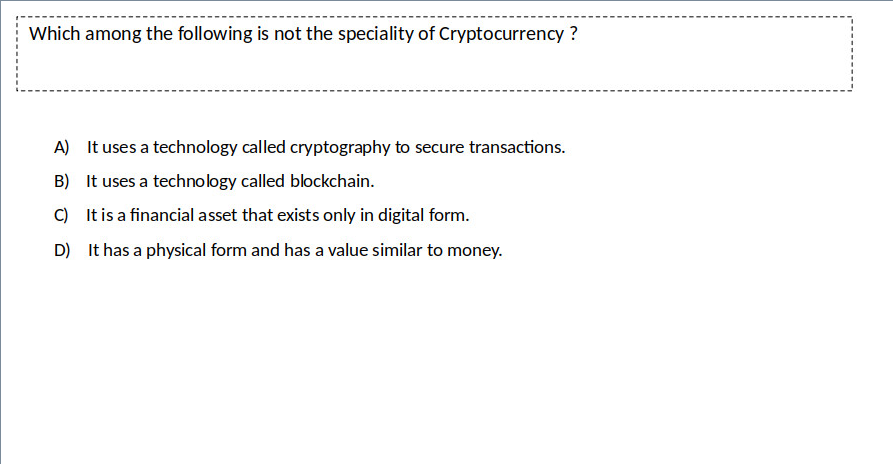 Which among the following is not the speciality of Cryptocurrency ?
A) It uses a technology called cryptography to secure transactions.
B) It uses a technology called blockchain.
C) It is a financial asset that exists only in digital form.
D) It has a physical form and has a value similar to money.